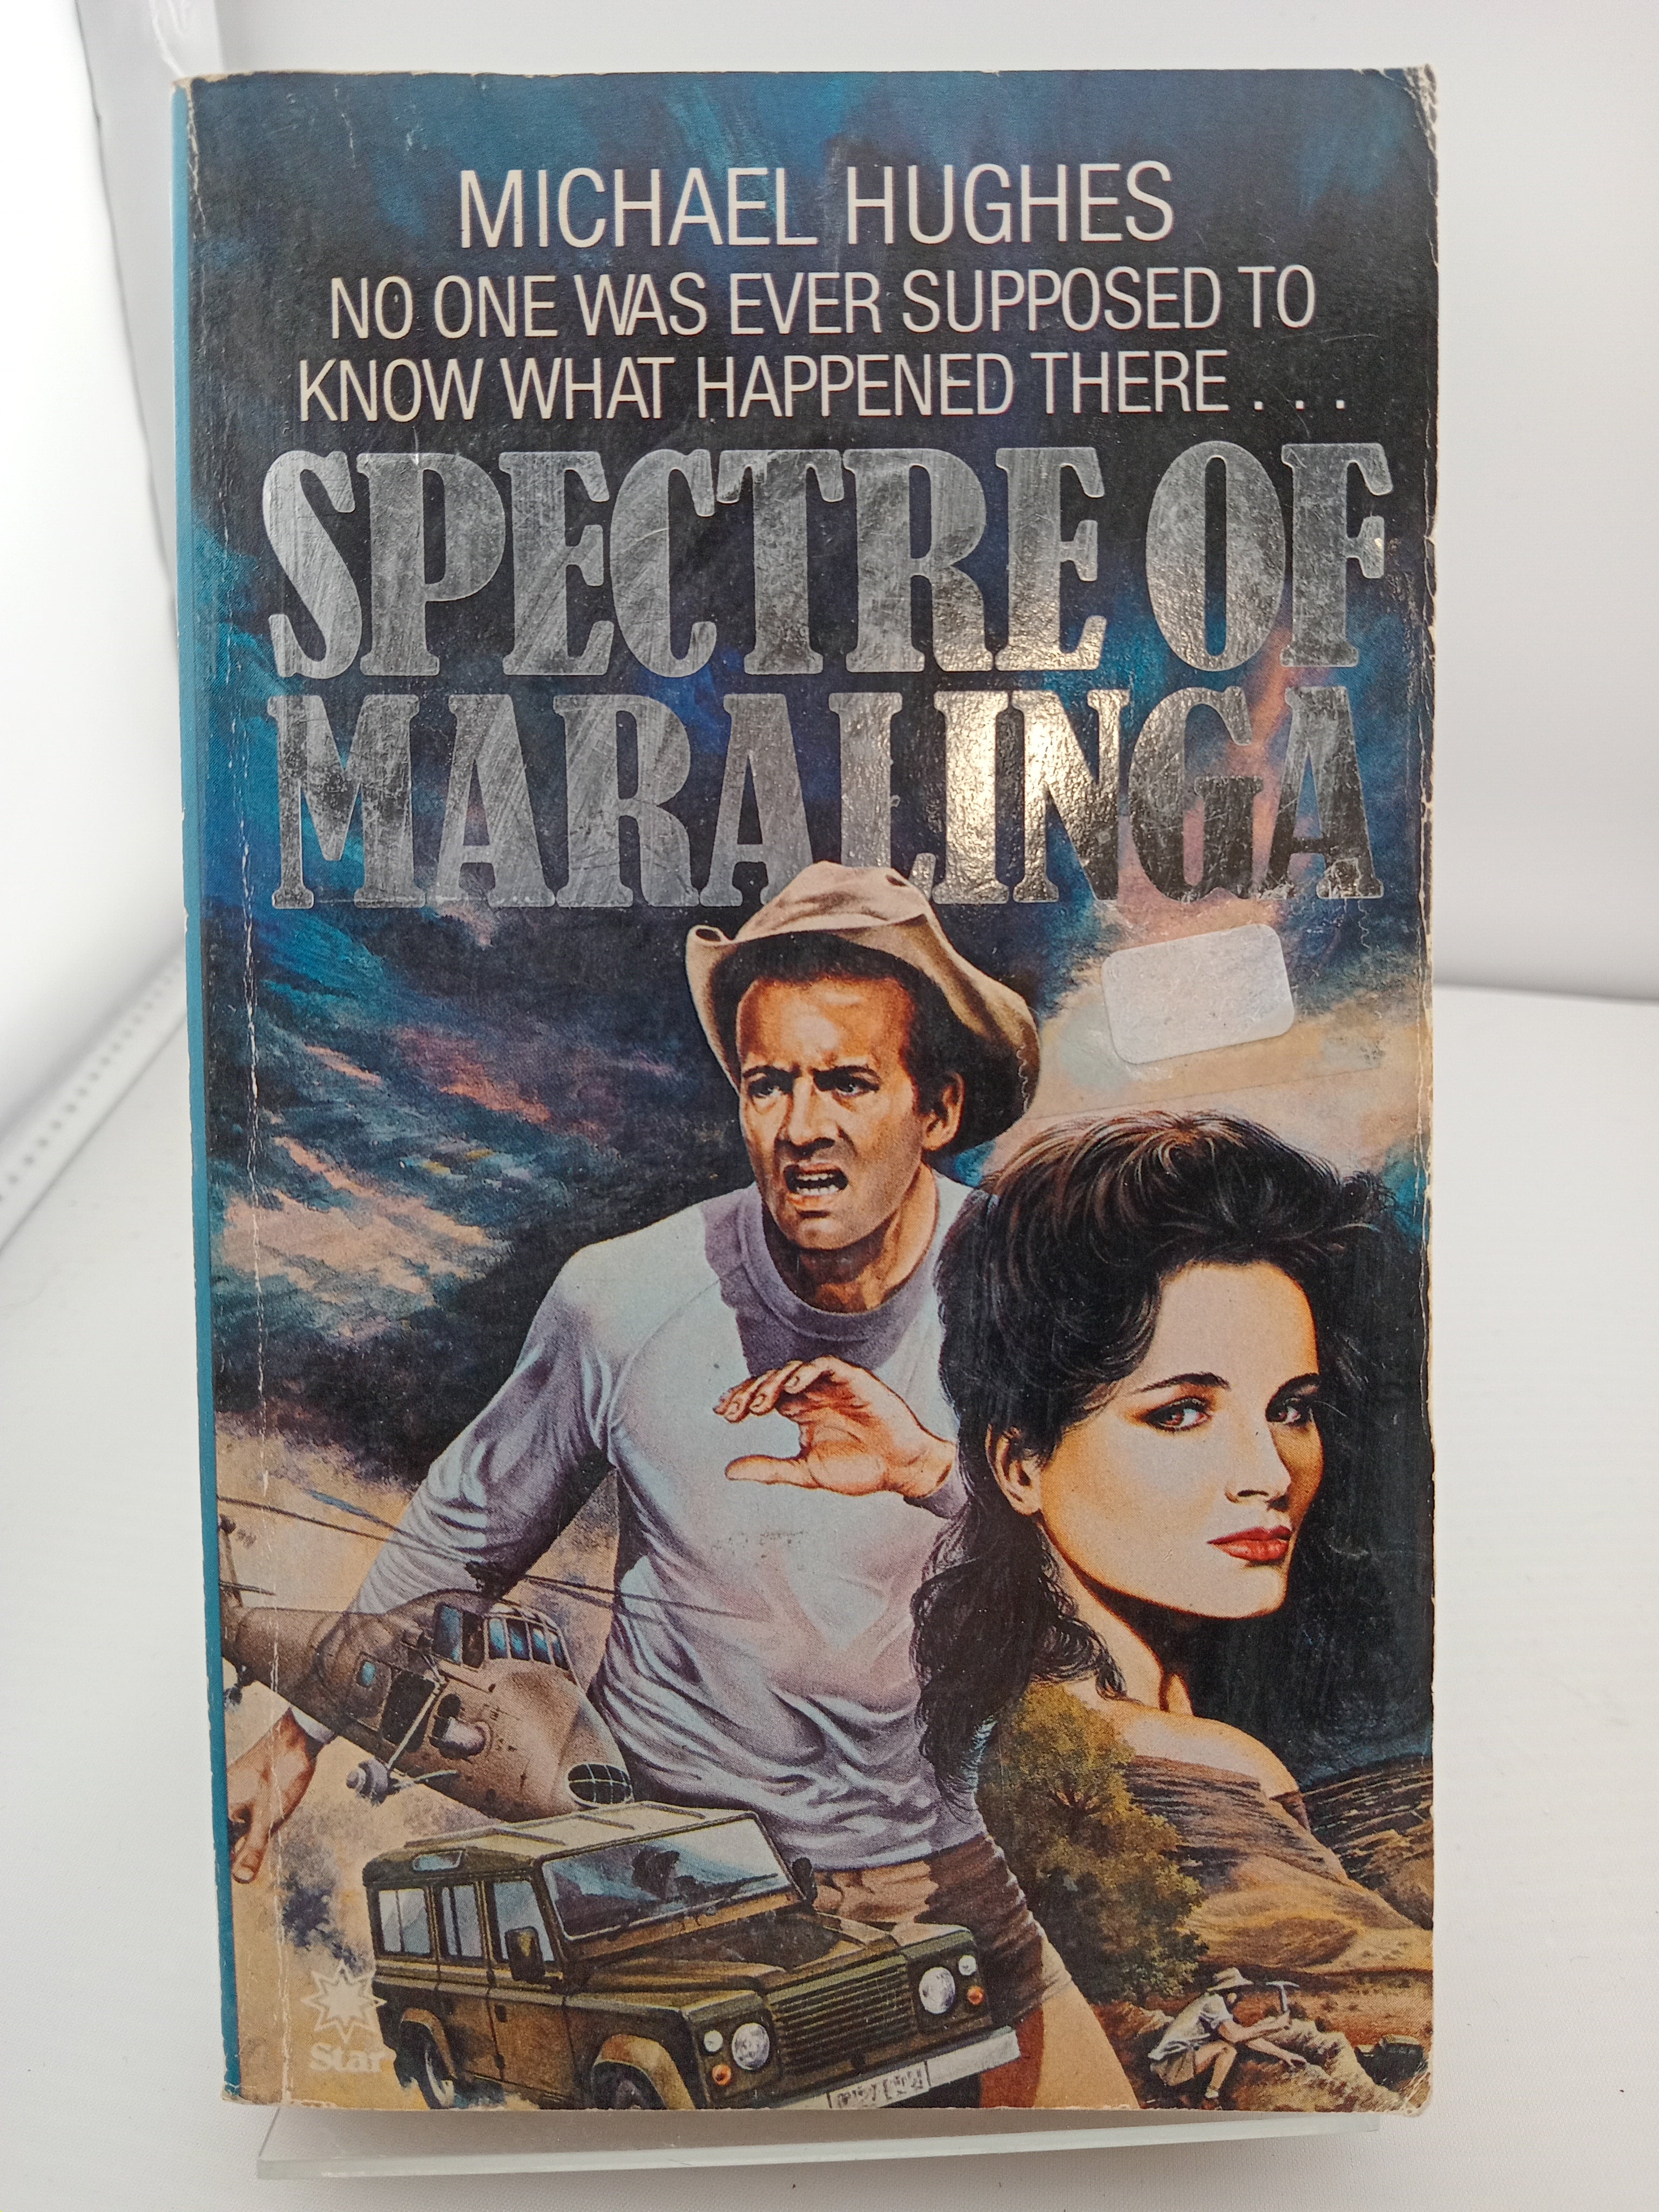 MICHAEL HUGHES
NO ONE WAS EVER SUPPOSED TO
KNOW WHAT HAPPENED THERE . . .
SPECTRE OF
MARALINGA
Star